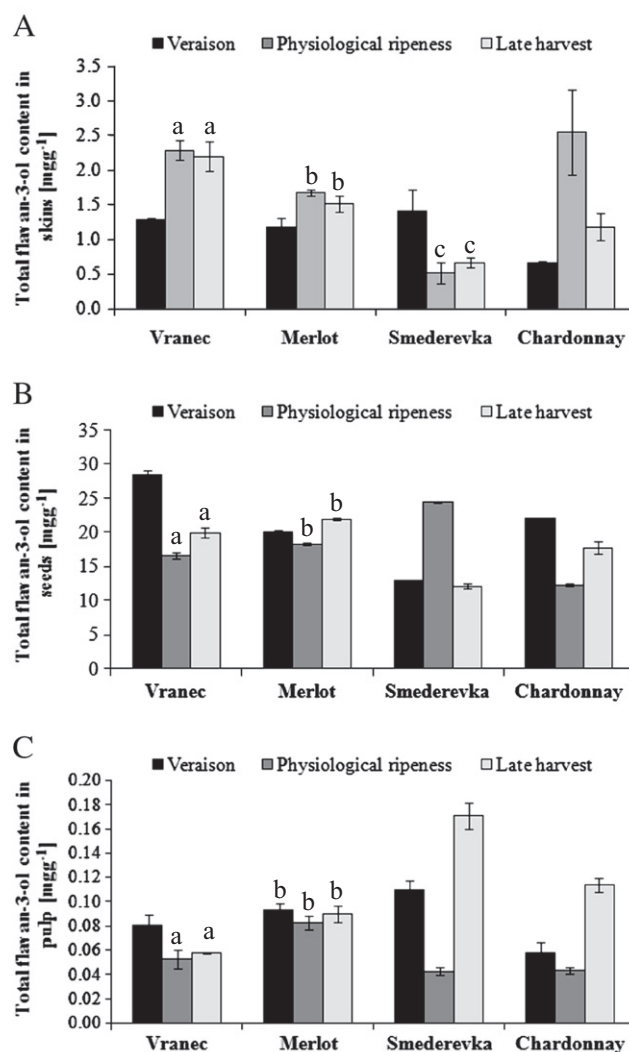 A
Veraison Physiological ripeness Late harvest
Total flavan-3-ol content in
skins [mgg-1]
3.5
3.0
2.5
2.0
1.5
1.0
0.5
0.0
a a
b b
c c
Vranec Merlot Smederevka Chardonnay
B
Veraison Physiological ripeness Late harvest
Total flavan-3-ol content in
seeds [mgg-1]
35
30
25
20
15
10
5
0
a a
b b
Vranec Merlot Smederevka Chardonnay
C
Veraison Physiological ripeness Late harvest
Total flavan-3-ol content in
pulp [mgg-1]
0.20
0.18
0.16
0.14
0.12
0.10
0.08
0.06
0.04
0.02
0.00
a a
b b b
Vranec Merlot Smederevka Chardonnay